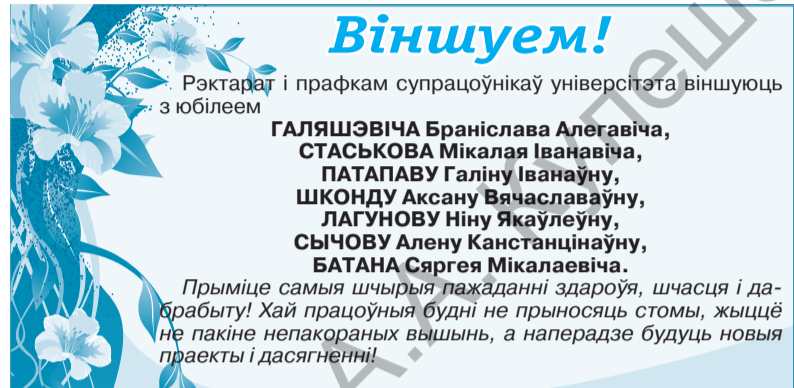 Віншуем!
Рэктарат і прафкам супрацоўнікаў універсітэта віншуюць
з юбілеем
ГАЛЯШЭВІЧА Браніслава Алегавіча,
СТАСЬКОВА Мікалая Іванавіча,
ПАТАПАВУ Галіну Іванаўну,
ШКОНДУ Аксану Вячаславаўну,
ЛАГУНОВУ Ніну Якаўлеўну,
СЫЧОВУ Алену Канстанцінаўну,
БАТАНА Сяргея Мікалаевіча.
Прыміце самыя шчырыя пажаданні здароўя, шчасця і да-
брабыту! Хай працоўныя будні не прыносяць стомы, жыццё
не пакіне непакораных вышынь, а наперадзе будуць новыя
праекты і дасягненні!
А.А. Кулешо